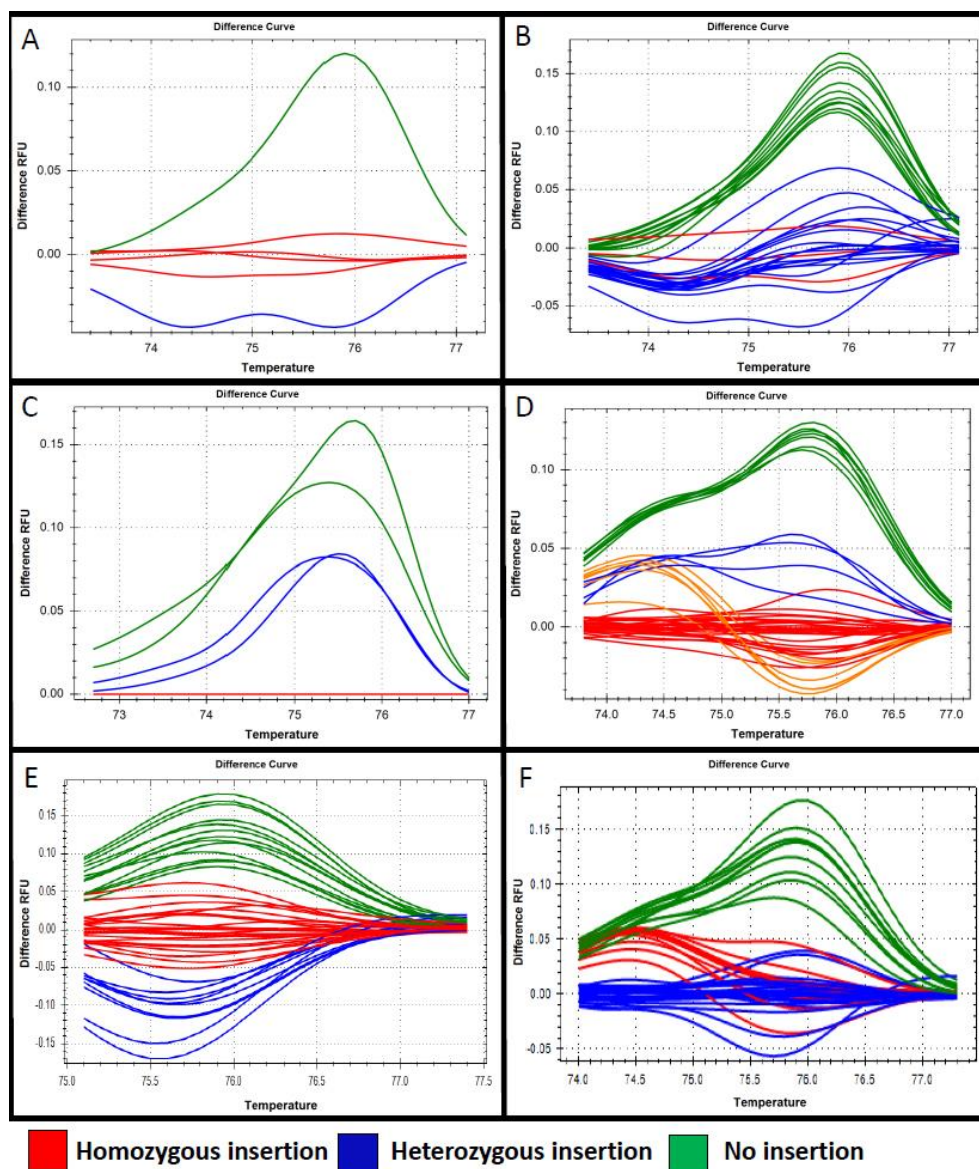 A
Difference Curve
0.10
0.05
0.00
Difference RFU
74 75 76 77
Temperature
B
Difference Curve
0.15
0.10
0.05
0.00
-0.05
Difference RFU
74 75 76 77
Temperature
C
Difference Curve
0.15
0.10
0.05
0.00
Difference RFU
73 74 75 76 77
Temperature
D
Difference Curve
0.10
0.05
0.00
Difference RFU
74.0 74.5 75.0 75.5 76.0 76.5 77.0
Temperature
E
Difference Curve
0.15
0.10
0.05
0.00
-0.05
-0.10
-0.15
Difference RFU
75.0 75.5 76.0 76.5 77.0 77.5
Temperature
F
Difference Curve
0.15
0.10
0.05
0.00
-0.05
Difference RFU
74.0 74.5 75.0 75.5 76.0 76.5 77.0
Temperature
Homozygous insertion Heterozygous insertion No insertion